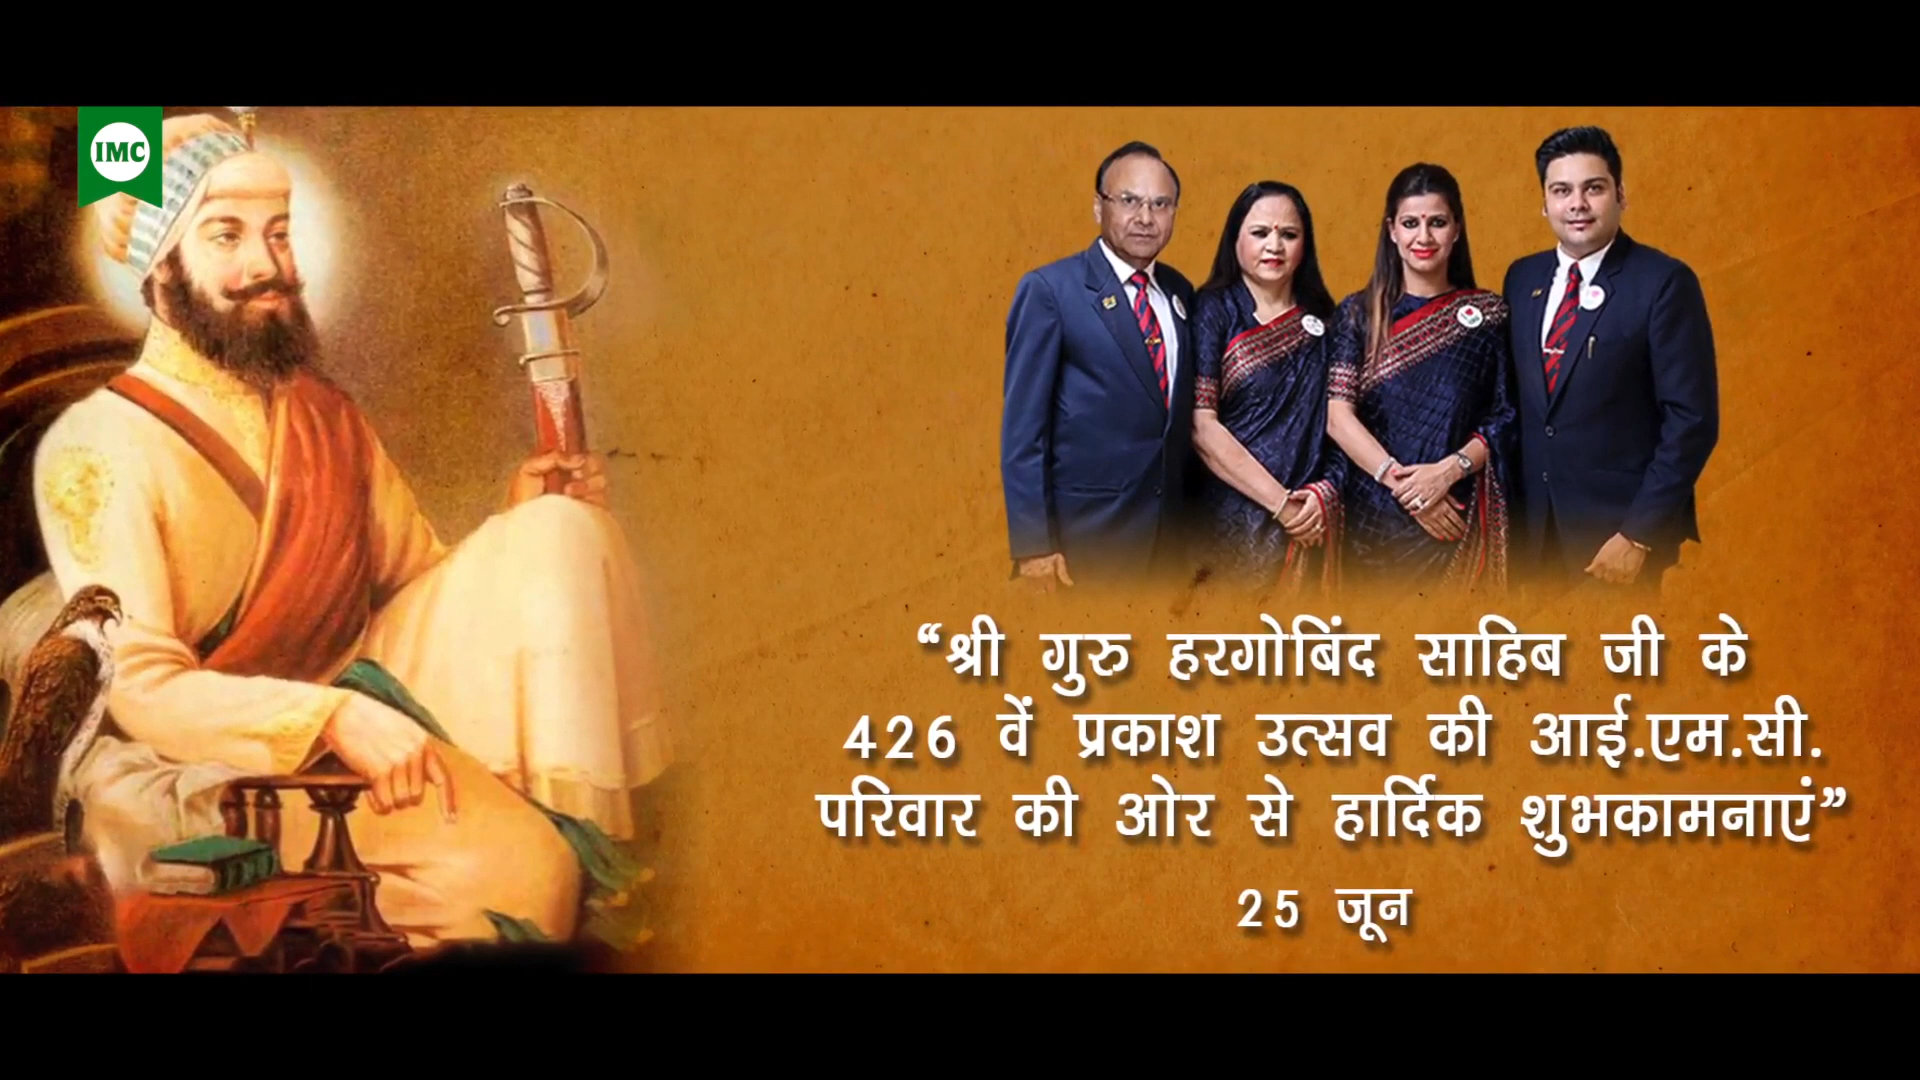 IMC
“श्री गुरु हरगोबिंद साहिब जी के
426 वें प्रकाश उत्सव की आई.एम.सी.
परिवार की ओर से हार्दिक शुभकामनाएं”
25 जून